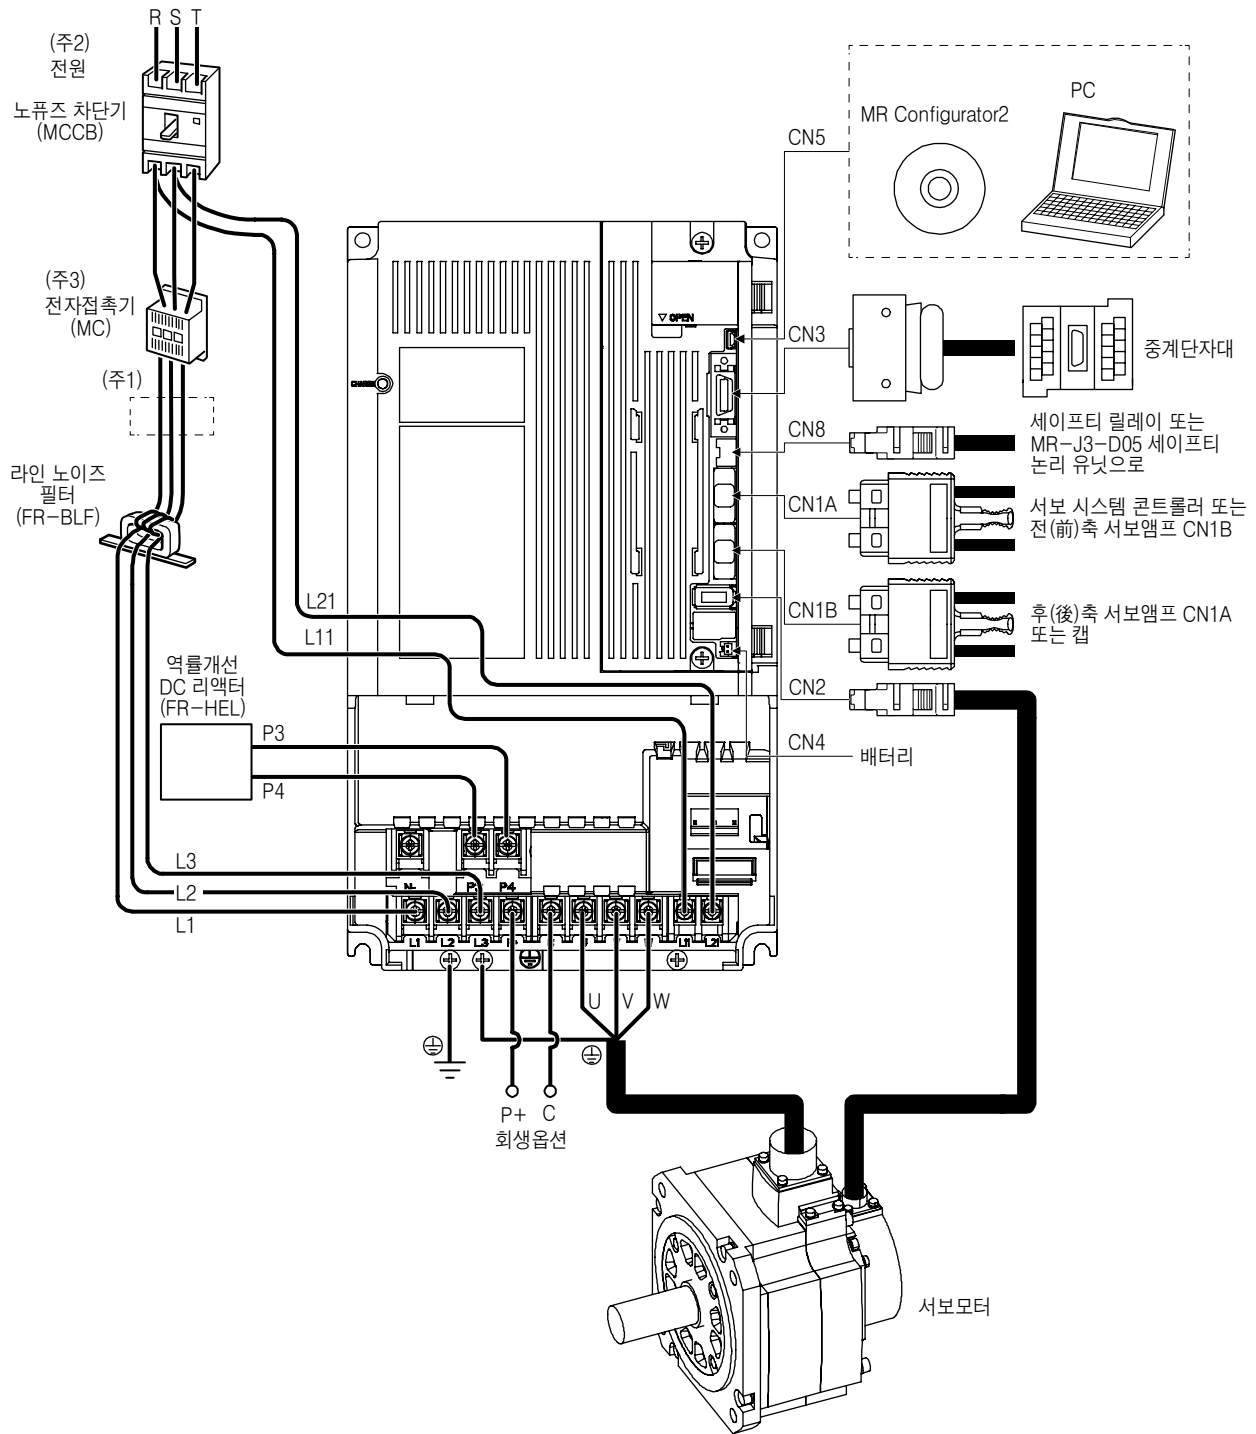 R S T
(주2)
전원
노퓨즈 차단기
(MCCB)
(주3)
전자접촉기
(MC)
(주1)
라인 노이즈
필터
(FR-BLF)
역률개선
DC 리액터
(FR-HEL)
P3
P4
L21
L11
L3
L2
L1
MR Configurator2
PC
CN5
CN3
중계단자대
CN8
세이프티 릴레이 또는
MR-J3-D05 세이프티
논리 유닛으로
CN1A
서보 시스템 콘트롤러 또는
전(前)축 서보앰프 CN1B
CN1B
후(後)축 서보앰프 CN1A
또는 캡
CN2
CN4
배터리
▽ OPEN
CHARGE
N-
P4
L1 L2 L3 P+
L11 L21
U V W
P+ C
회생옵션
서보모터